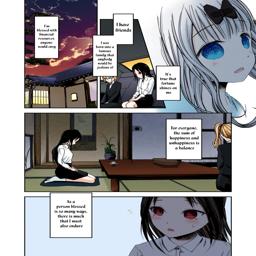 I'm
blessed with
financial
resources
anyone
would envy.
I was
born into
a famous
family that
anybody
would be
jealous of
I have
friends
It's
true that
fortune
shines on
me
For everyone,
the sum of
happiness and
unhappiness is
a balance
As a
person blessed
in so many ways,
there is much
that I must
also endure